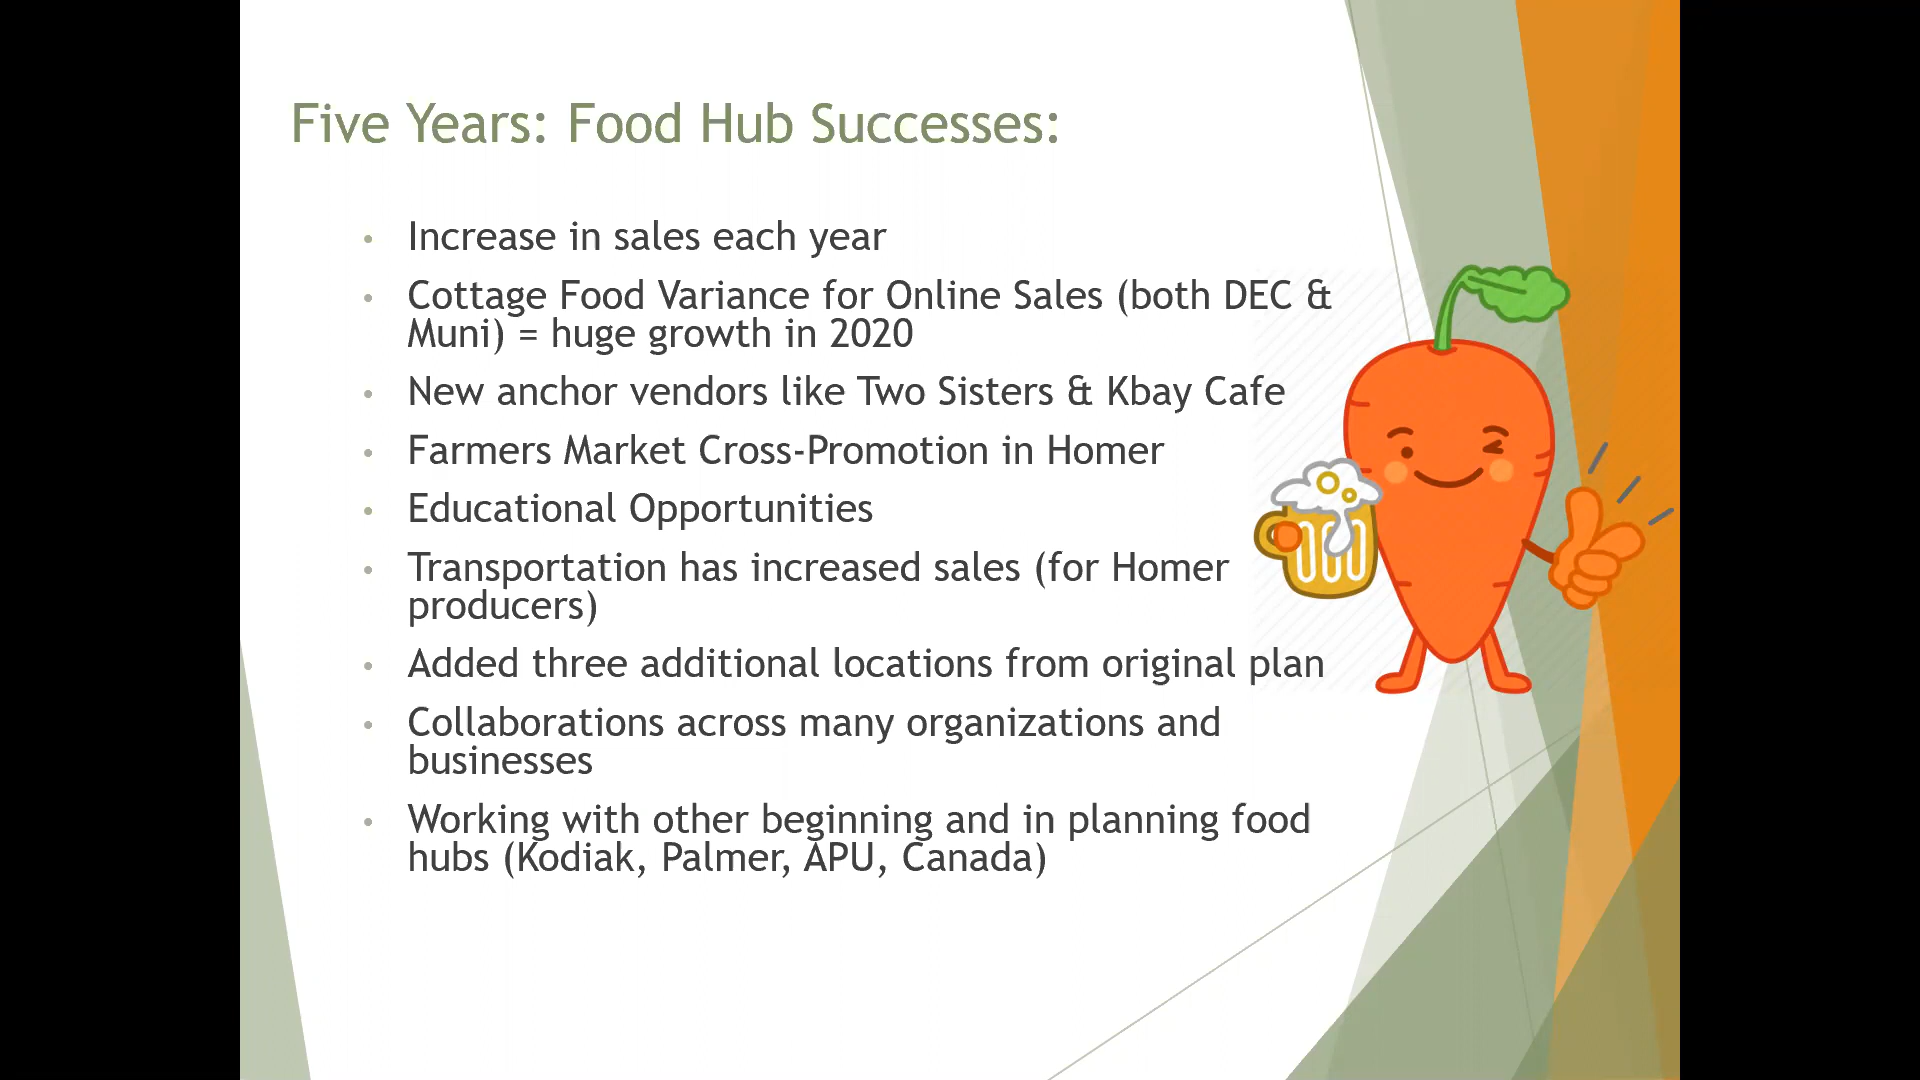 Five Years: Food Hub Successes:
• Increase in sales each year
• Cottage Food Variance for Online Sales (both DEC &
Muni) = huge growth in 2020
• New anchor vendors like Two Sisters & Kbay Cafe
• Farmers Market Cross-Promotion in Homer
• Educational Opportunities
• Transportation has increased sales (for Homer
producers)
• Added three additional locations from original plan
• Collaborations across many organizations and
businesses
• Working with other beginning and in planning food
hubs (Kodiak, Palmer, APU, Canada)